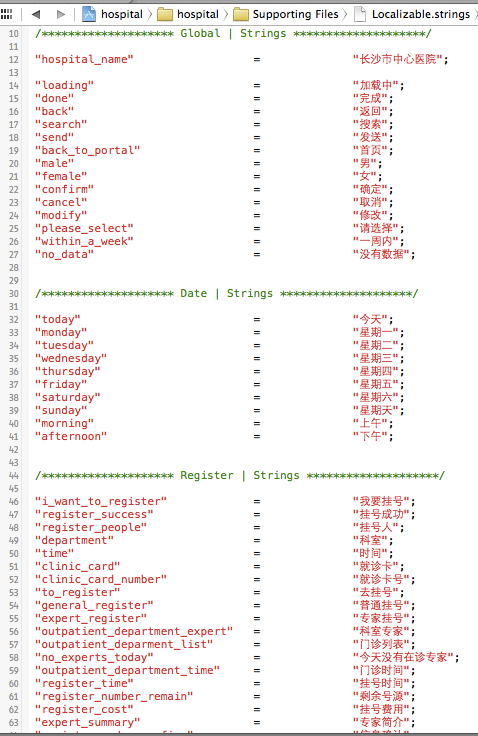 hospital hospital Supporting Files Localizable.strings
10 /******************** Global | Strings ********************/
11
12 "hospital_name" = "长沙市中心医院";
13
14 "loading" = "加载中";
15 "done" = "完成";
16 "back" = "返回";
17 "search" = "搜索";
18 "send" = "发送";
19 "back_to_portal" = "首页";
20 "male" = "男";
21 "female" = "女";
22 "confirm" = "确定";
23 "cancel" = "取消";
24 "modify" = "修改";
25 "please_select" = "请选择";
26 "within_a_week" = "一周内";
27 "no_data" = "没有数据";
28
29
30 /******************** Date | Strings ********************/
31
32 "today" = "今天";
33 "monday" = "星期一";
34 "tuesday" = "星期二";
35 "wednesday" = "星期三";
36 "thursday" = "星期四";
37 "friday" = "星期五";
38 "saturday" = "星期六";
39 "sunday" = "星期天";
40 "morning" = "上午";
41 "afternoon" = "下午";
42
43
44 /******************** Register | Strings ********************/
45
46 "i_want_to_register" = "我要挂号";
47 "register_success" = "挂号成功";
48 "register_people" = "挂号人";
49 "department" = "科室";
50 "time" = "时间";
51 "clinic_card" = "就诊卡";
52 "clinic_card_number" = "就诊卡号";
53 "to_register" = "去挂号";
54 "general_register" = "普通挂号";
55 "expert_register" = "专家挂号";
56 "outpatient_department_expert" = "科室专家";
57 "outpatient_deparment_list" = "门诊列表";
58 "no_experts_today" = "今天没有在诊专家";
59 "outpatient_department_time" = "门诊时间";
60 "register_time" = "挂号时间";
61 "register_number_remain" = "剩余号源";
62 "register_cost" = "挂号费用";
63 "expert_summary" = "专家简介";